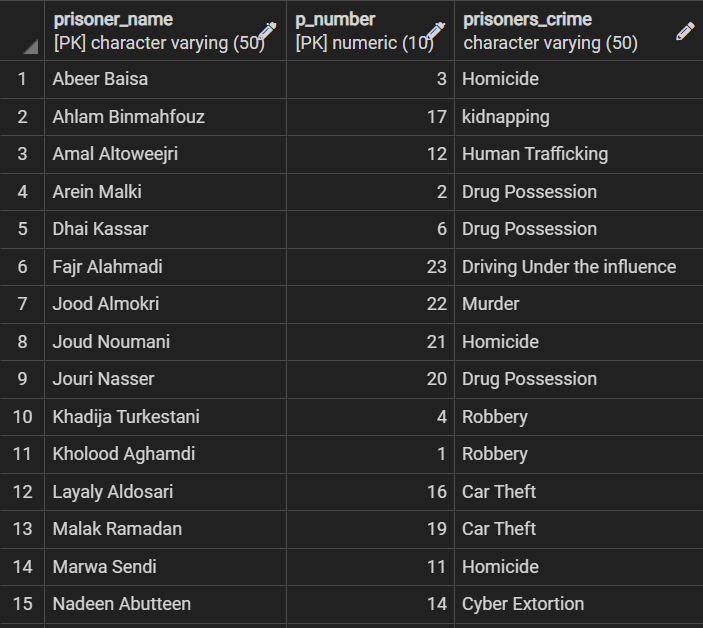 prisoner_name p_number prisoners_crime
[PK] character varying (50) [PK] numeric (10) character varying (50)
1 Abeer Baisa 3 Homicide
2 Ahlam Binmahfouz 17 kidnapping
3 Amal Altoweejri 12 Human Trafficking
4 Arein Malki 2 Drug Possession
5 Dhai Kassar 6 Drug Possession
6 Fajr Alahmadi 23 Driving Under the influence
7 Jood Almokri 22 Murder
8 Joud Noumani 21 Homicide
9 Jouri Nasser 20 Drug Possession
10 Khadija Turkestani 4 Robbery
11 Kholood Aghamdi 1 Robbery
12 Layaly Aldosari 16 Car Theft
13 Malak Ramadan 19 Car Theft
14 Marwa Sendi 11 Homicide
15 Nadeen Abutteen 14 Cyber Extortion